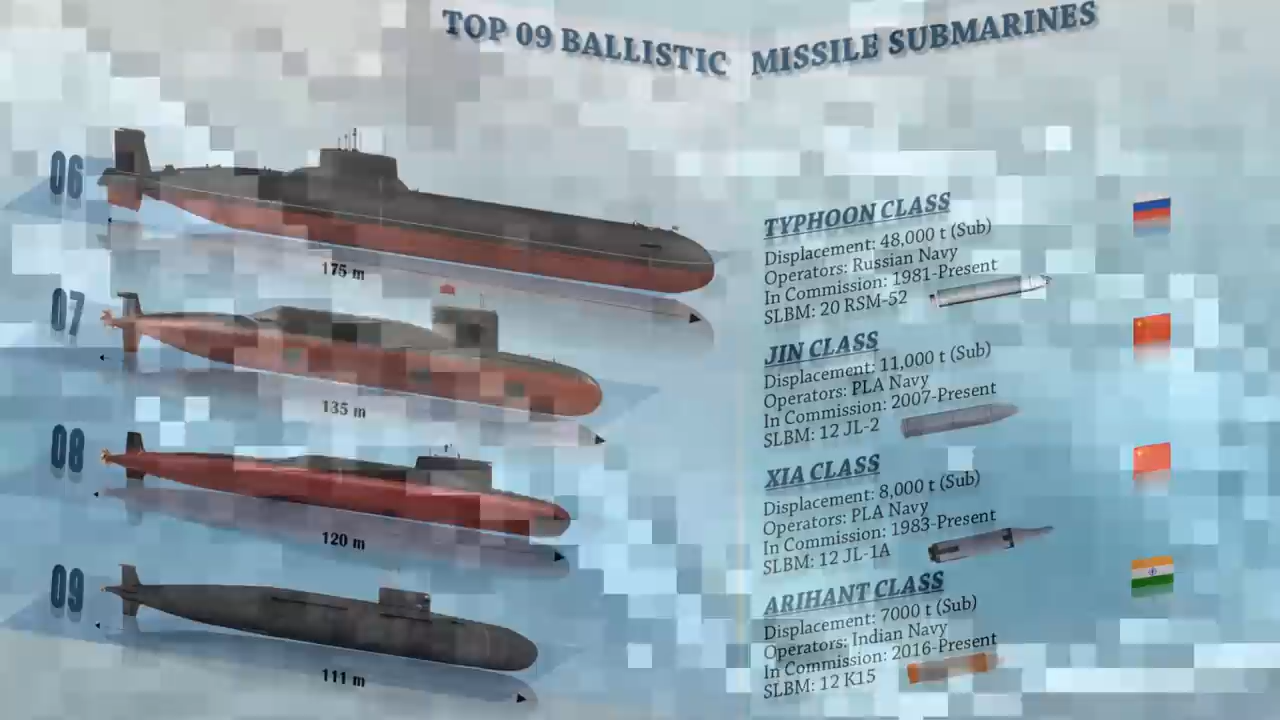 TOP 09 BALLISTIC MISSILE SUBMARINES
06
175 m
TYPHOON CLASS
Displacement: 48,000 t (Sub)
Operators: Russian Navy
In Commission: 1981-Present
SLBM: 20 RSM-52
07
135 m
JIN CLASS
Displacement: 11,000 t (Sub)
Operators: PLA Navy
In Commission: 2007-Present
SLBM: 12 JL-2
08
120 m
XIA CLASS
Displacement: 8,000 t (Sub)
Operators: PLA Navy
In Commission: 1983-Present
SLBM: 12 JL-1A
09
111 m
ARIHANT CLASS
Displacement: 7000 t (Sub)
Operators: Indian Navy
In Commission: 2016-Present
SLBM: 12 K15